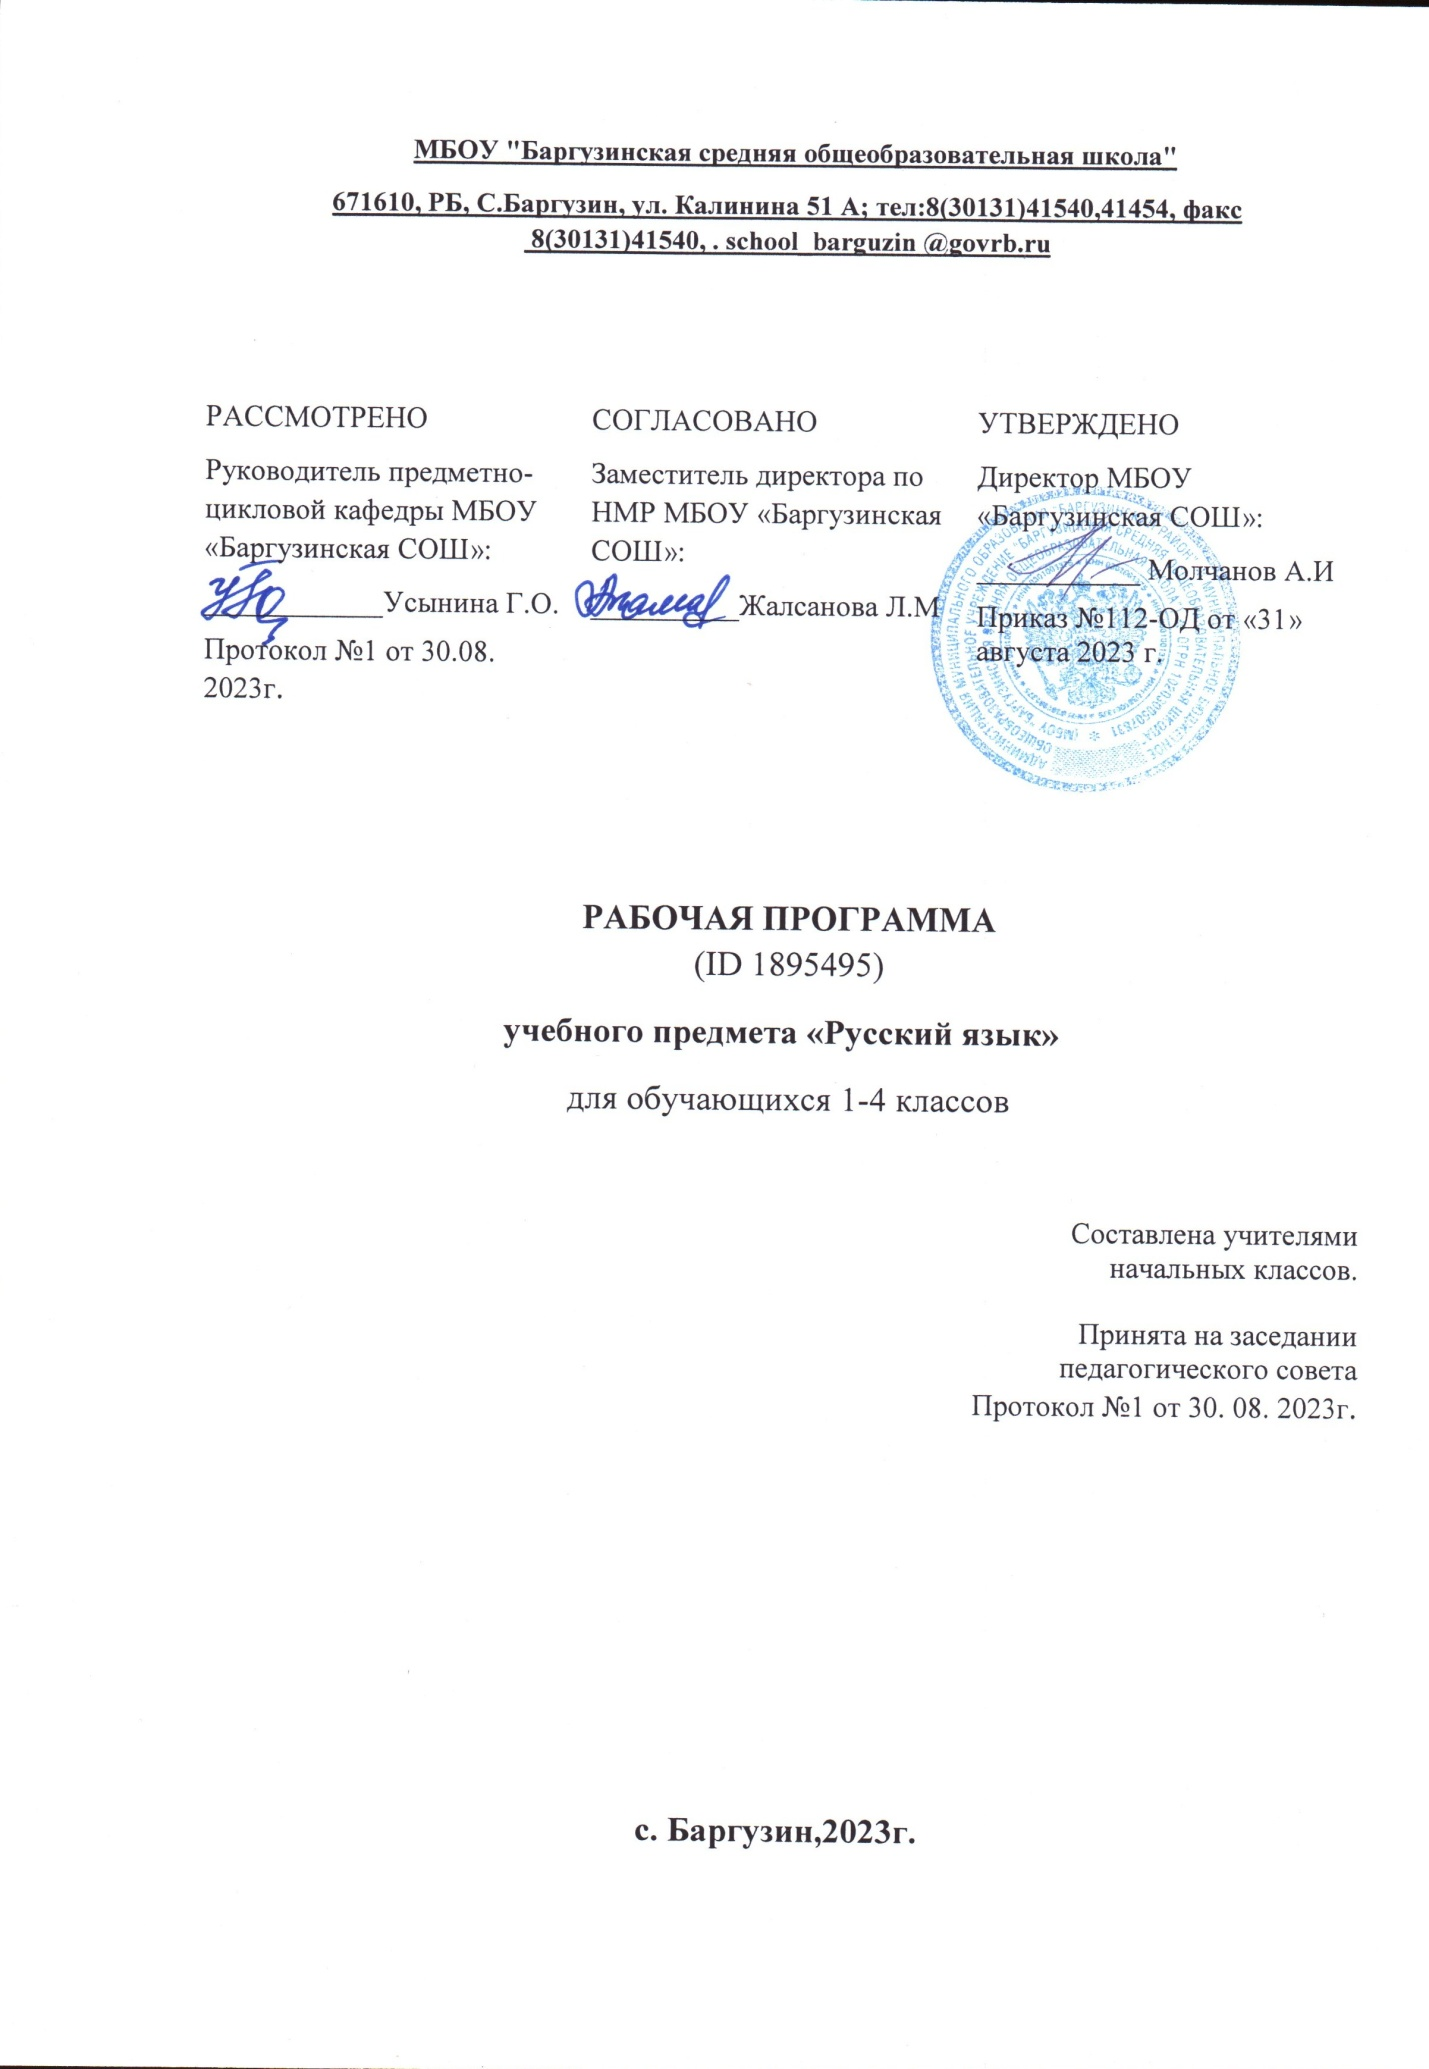 МБОУ "Баргузинская средняя общеобразовательная школа"
671610, РБ, С.Баргузин, ул. Калинина 51 А; тел:8(30131)41540,41454, факс
8(30131)41540, . school_barguzin @govrb.ru
РАССМОТРЕНО
Руководитель предметно-
цикловой кафедры МБОУ
«Баргузинская СОШ»:
____________Усынина Г.О.
Протокол №1 от 30.08.
2023г.
СОГЛАСОВАНО
Заместитель директора по
НМР МБОУ «Баргузинская
СОШ»:
__________Жалсанова Л.М
УТВЕРЖДЕНО
Директор МБОУ
«Баргузинская СОШ»:
___________ Молчанов А.И
Приказ №112-ОД от «31»
августа 2023 г.
РАБОЧАЯ ПРОГРАММА
(ID 1895495)
учебного предмета «Русский язык»
для обучающихся 1-4 классов
Составлена учителями
начальных классов.
Принята на заседании
педагогического совета
Протокол №1 от 30. 08. 2023г.
с. Баргузин,2023г.